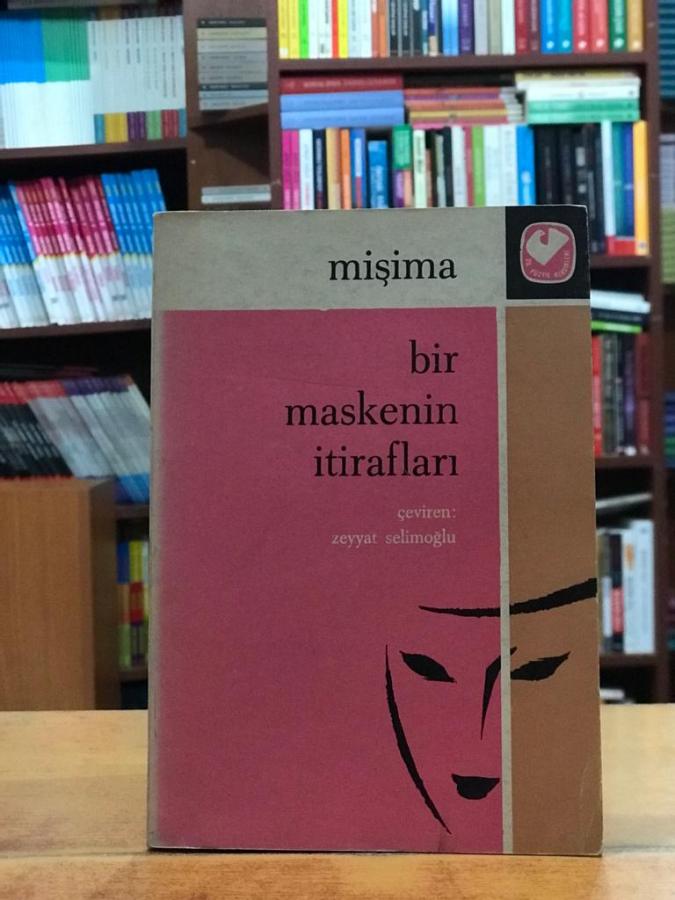 mişima
bir
maskenin
itirafları
çeviren:
zeyyat selimoğlu